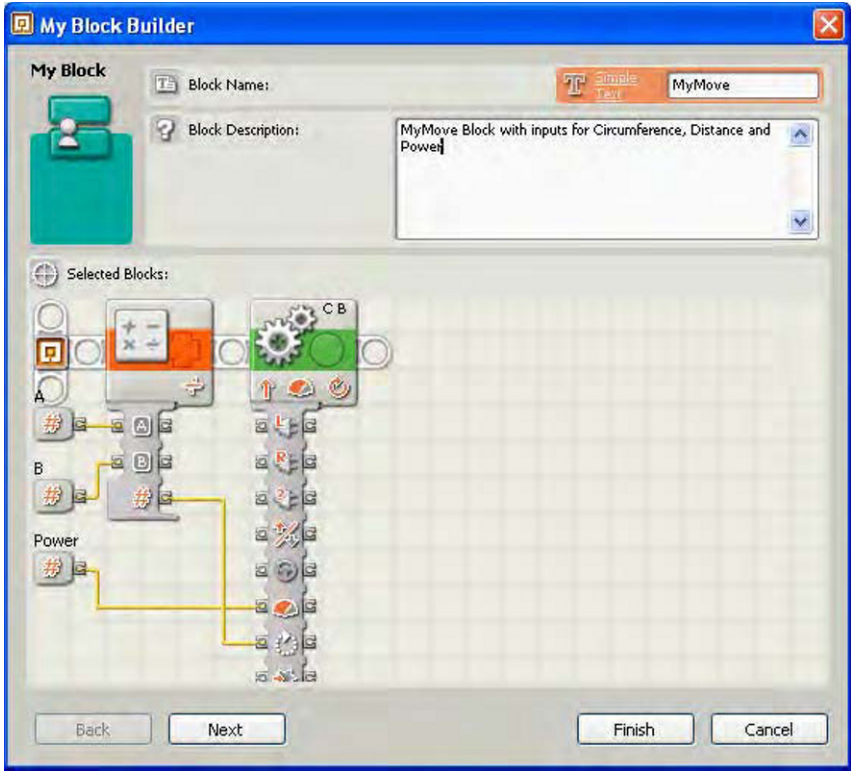 My Block Builder
My Block
Block Name:
T Simple
Text
MyMove
? Block Description:
MyMove Block with inputs for Circumference, Distance and
Power
Selected Blocks:
C B
A
# A
B
# B
#
Power
#
L
R
?
Back
Next
Finish
Cancel